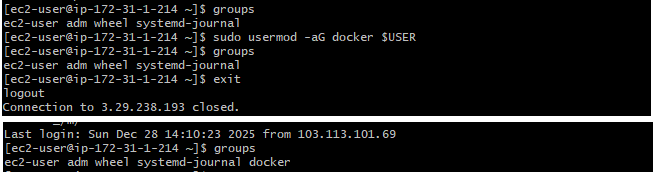 [ec2-user@ip-172-31-1-214 ~]$ groups
ec2-user adm wheel systemd-journal
[ec2-user@ip-172-31-1-214 ~]$ sudo usermod -aG docker $USER
[ec2-user@ip-172-31-1-214 ~]$ groups
ec2-user adm wheel systemd-journal
[ec2-user@ip-172-31-1-214 ~]$ exit
logout
Connection to 3.29.238.193 closed.
_/m/'
Last login: Sun Dec 28 14:10:23 2025 from 103.113.101.69
[ec2-user@ip-172-31-1-214 ~]$ groups
ec2-user adm wheel systemd-journal docker